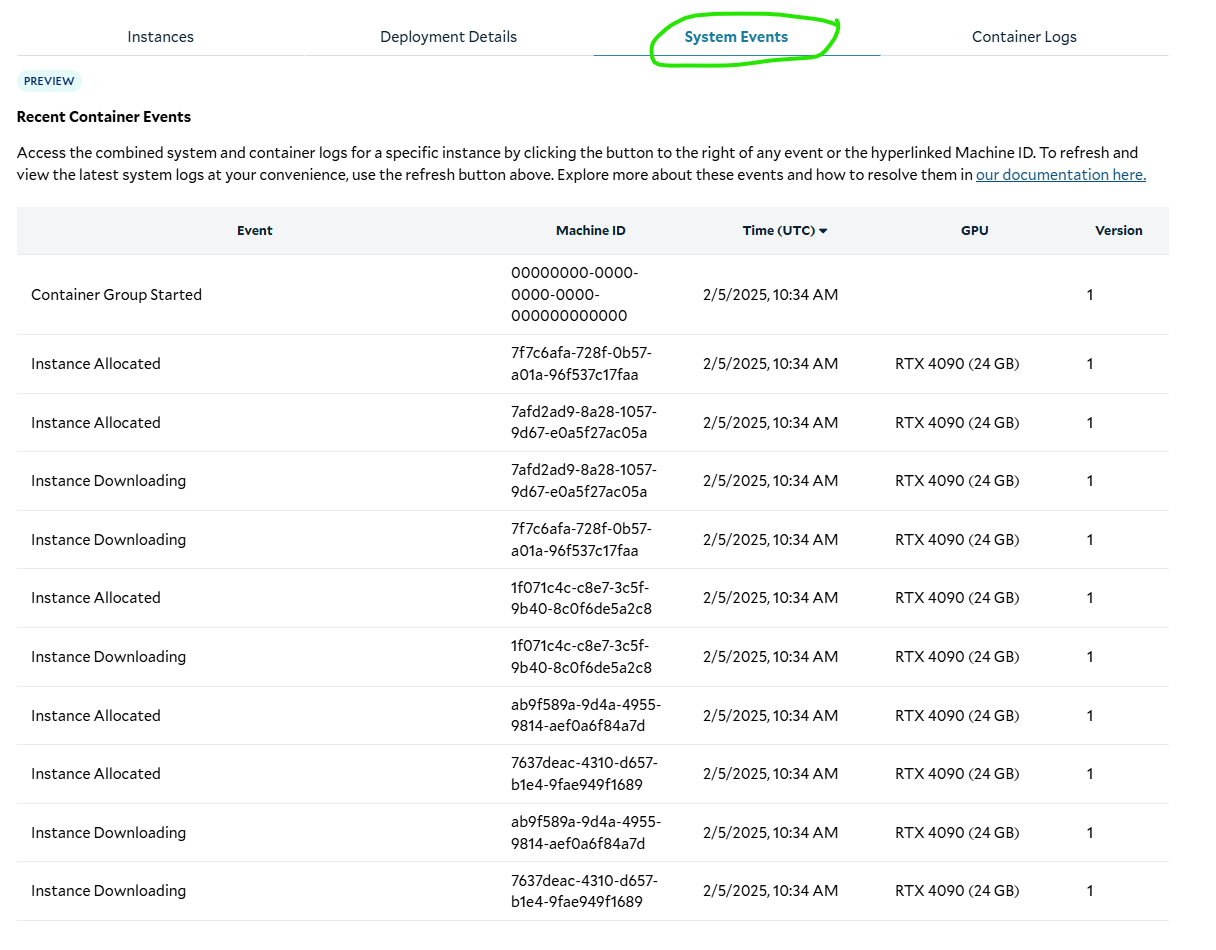 Instances Deployment Details System Events Container Logs
PREVIEW
Recent Container Events
Access the combined system and container logs for a specific instance by clicking the button to the right of any event or the hyperlinked Machine ID. To refresh and
view the latest system logs at your convenience, use the refresh button above. Explore more about these events and how to resolve them in our documentation here.
Event Machine ID Time (UTC) GPU Version
00000000-0000-
Container Group Started 0000-0000- 2/5/2025, 10:34 AM 1
000000000000
7f7c6afa-728f-0b57-
Instance Allocated 2/5/2025, 10:34 AM RTX 4090 (24 GB) 1
a01a-96f537c17faa
7afd2ad9-8a28-1057-
Instance Allocated 2/5/2025, 10:34 AM RTX 4090 (24 GB) 1
9d67-e0a5f27ac05a
7afd2ad9-8a28-1057-
Instance Downloading 2/5/2025, 10:34 AM RTX 4090 (24 GB) 1
9d67-e0a5f27ac05a
7f7c6afa-728f-0b57-
Instance Downloading 2/5/2025, 10:34 AM RTX 4090 (24 GB) 1
a01a-96f537c17faa
1f071c4c-c8e7-3c5f-
Instance Allocated 2/5/2025, 10:34 AM RTX 4090 (24 GB) 1
9b40-8c0f6de5a2c8
1f071c4c-c8e7-3c5f-
Instance Downloading 2/5/2025, 10:34 AM RTX 4090 (24 GB) 1
9b40-8c0f6de5a2c8
ab9f589a-9d4a-4955-
Instance Allocated 2/5/2025, 10:34 AM RTX 4090 (24 GB) 1
9814-aef0a6f84a7d
7637deac-4310-d657-
Instance Allocated 2/5/2025, 10:34 AM RTX 4090 (24 GB) 1
b1e4-9fae949f1689
ab9f589a-9d4a-4955-
Instance Downloading 2/5/2025, 10:34 AM RTX 4090 (24 GB) 1
9814-aef0a6f84a7d
7637deac-4310-d657-
Instance Downloading 2/5/2025, 10:34 AM RTX 4090 (24 GB) 1
b1e4-9fae949f1689